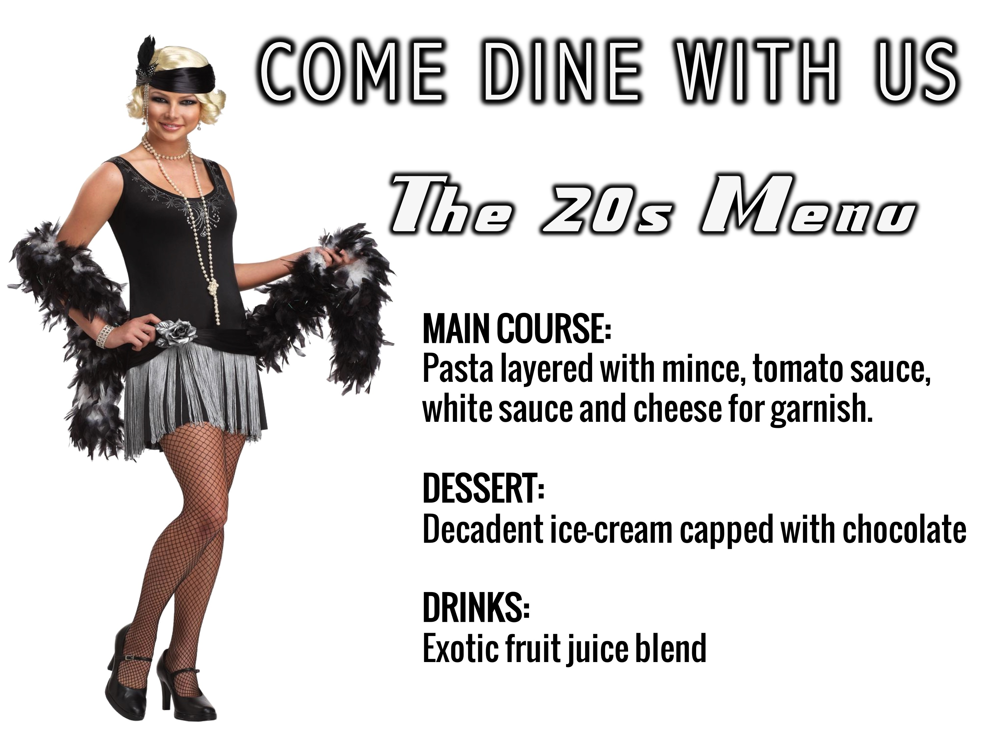 COME DINE WITH US
The 20s Menu
MAIN COURSE:
Pasta layered with mince, tomato sauce,
white sauce and cheese for garnish.
DESSERT:
Decadent ice-cream capped with chocolate
DRINKS:
Exotic fruit juice blend